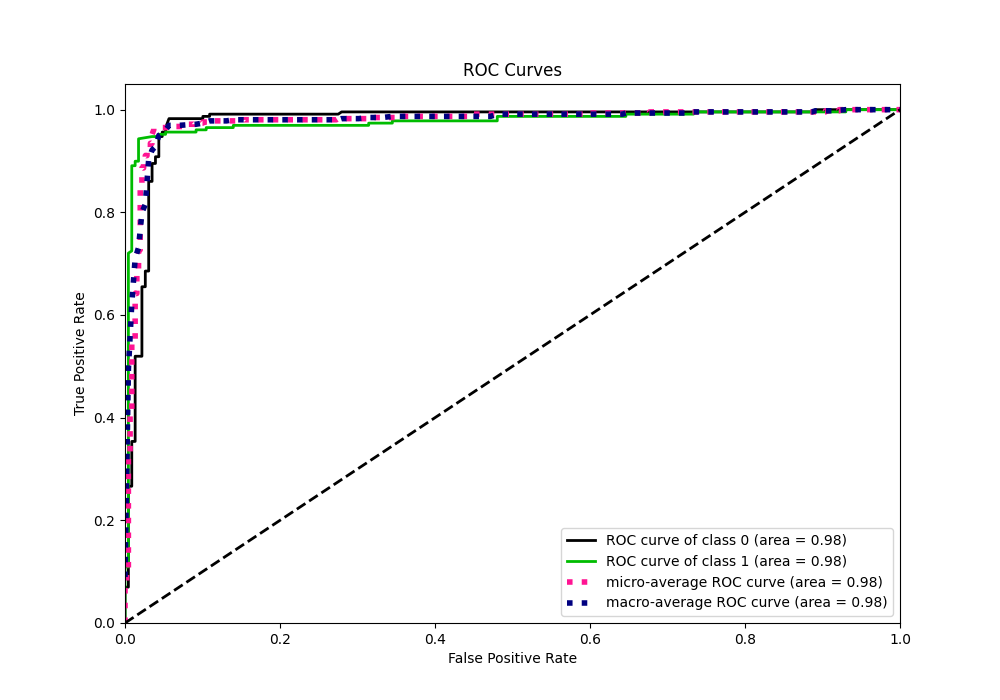 ROC Curves
True Positive Rate
1.0
0.8
0.6
0.4
0.2
0.0
0.0 0.2 0.4 0.6 0.8 1.0
False Positive Rate
ROC curve of class 0 (area = 0.98)
ROC curve of class 1 (area = 0.98)
micro-average ROC curve (area = 0.98)
macro-average ROC curve (area = 0.98)